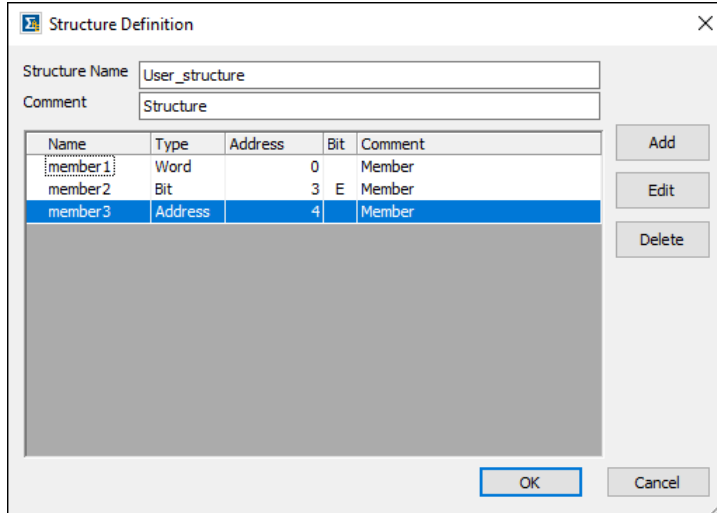 Structure Definition
Structure Name User_structure
Comment Structure
Name Type Address Bit Comment
member1 Word 0 Member
member2 Bit 3 E Member
member3 Address 4 Member
Add
Edit
Delete
OK Cancel